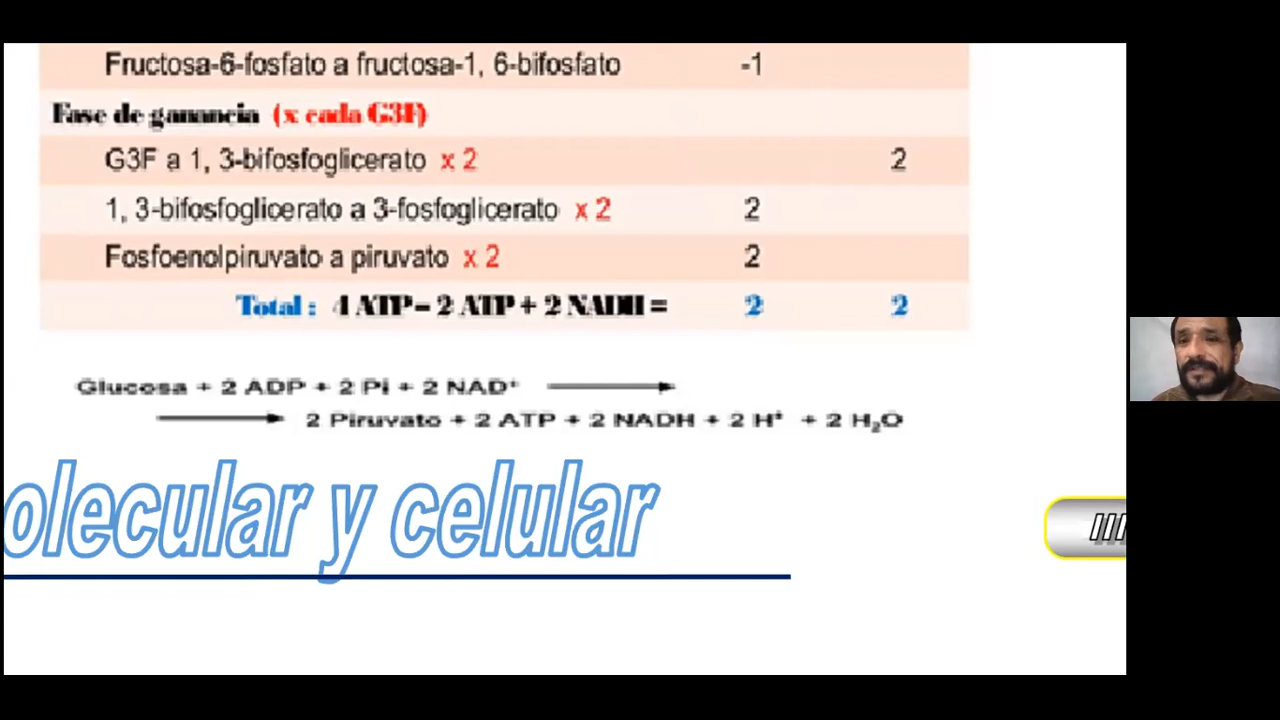 Fructosa-6-fosfato a fructosa-1, 6-bifosfato -1
Fase de ganancia (x cada G3F)
G3F a 1, 3-bifosfoglicerato x 2 2
1, 3-bifosfoglicerato a 3-fosfoglicerato x 2 2
Fosfoenolpiruvato a piruvato x 2 2
Total : 4 ATP – 2 ATP + 2 NADH = 2 2
Glucosa + 2 ADP + 2 Pi + 2 NAD⁺ ⟶
⟶ 2 Piruvato + 2 ATP + 2 NADH + 2 H⁺ + 2 H₂O
olecular y celular
III